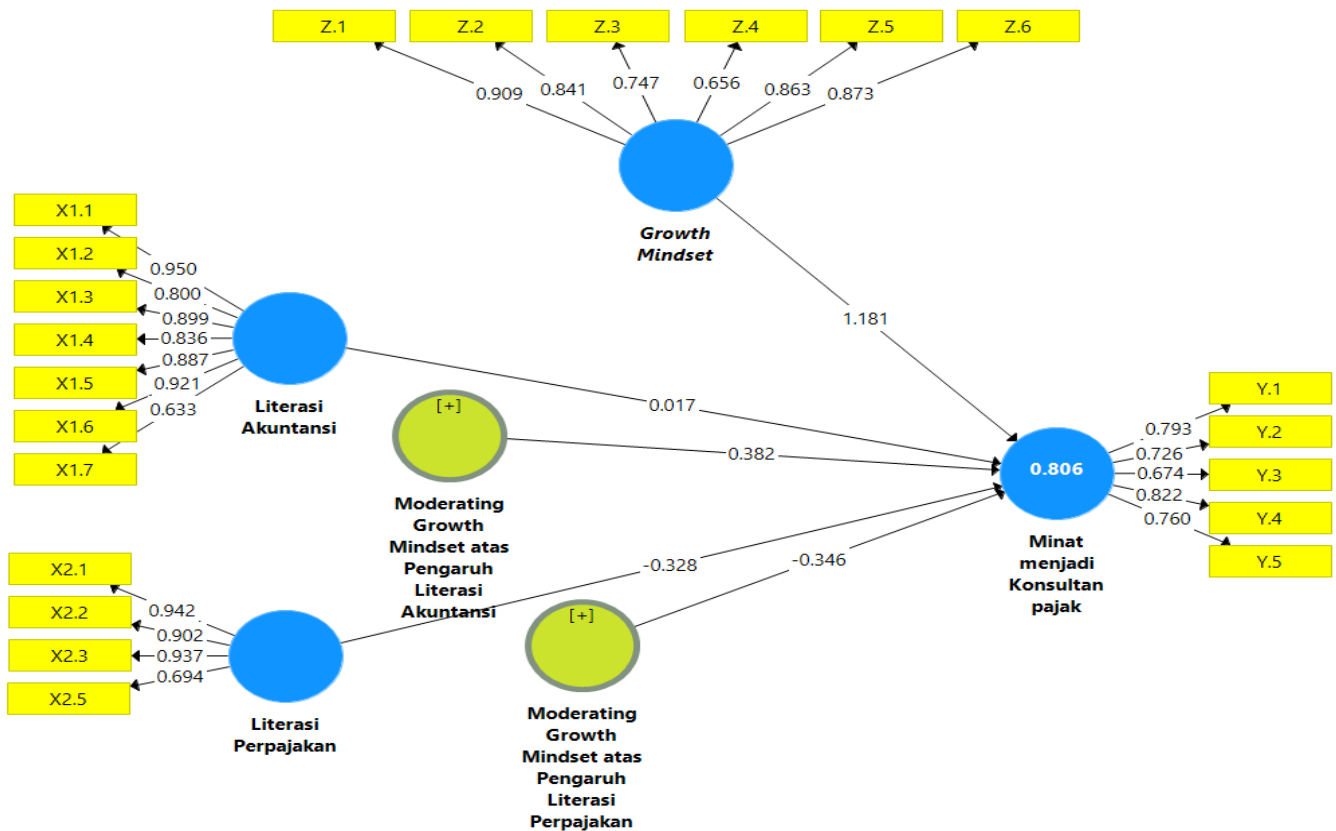 Z.1
Z.2
Z.3
Z.4
Z.5
Z.6
0.909
0.841
0.747
0.656
0.863
0.873
Growth
Mindset
1.181
X1.1
X1.2
X1.3
X1.4
X1.5
X1.6
X1.7
0.950
0.800
0.899
0.836
0.887
0.921
0.633
Literasi
Akuntansi
0.017
[+]
Moderating
Growth
Mindset atas
Pengaruh
Literasi
Akuntansi
0.382
X2.1
X2.2
X2.3
X2.5
0.942
0.902
0.937
0.694
Literasi
Perpajakan
-0.328
[+]
Moderating
Growth
Mindset atas
Pengaruh
Literasi
Perpajakan
-0.346
0.806
Minat
menjadi
Konsultan
pajak
0.793
0.726
0.674
0.822
0.760
Y.1
Y.2
Y.3
Y.4
Y.5